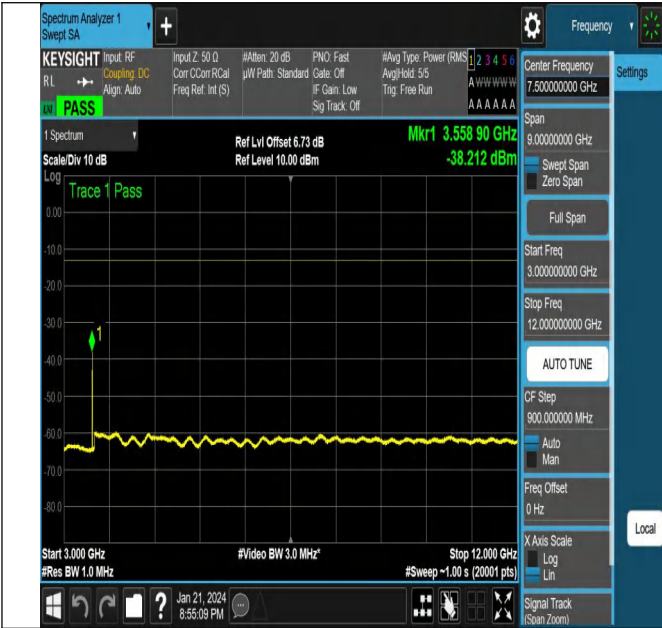 Spectrum Analyzer 1
Swept SA
+
Frequency
KEYSIGHT
RL
PASS
Input: RF
Coupling: DC
Align: Auto
Input Z: 50 Ω
Corr CCorr RCal
Freq Ref: Int (S)
#Atten: 20 dB
µW Path: Standard
PNO: Fast
Gate: Off
IF Gain: Low
Sig Track: Off
#Avg Type: Power (RMS
Avg|Hold: 5/5
Trig: Free Run
1 2 3 4 5 6
A W W W W W
A A A A A A
1 Spectrum
Scale/Div 10 dB
Log
Ref Lvl Offset 6.73 dB
Ref Level 10.00 dBm
Mkr1 3.558 90 GHz
-38.212 dBm
Trace 1 Pass
0.00
-10.0
-20.0
-30.0
-40.0
-50.0
-60.0
-70.0
-80.0
1
Start 3.000 GHz
#Res BW 1.0 MHz
#Video BW 3.0 MHz*
Stop 12.000 GHz
#Sweep ~1.00 s (20001 pts)
?
Jan 21, 2024
8:55:09 PM
Center Frequency
7.500000000 GHz
Span
9.00000000 GHz
Swept Span
Zero Span
Full Span
Start Freq
3.000000000 GHz
Stop Freq
12.000000000 GHz
AUTO TUNE
CF Step
900.000000 MHz
Auto
Man
Freq Offset
0 Hz
X Axis Scale
Log
Lin
Signal Track
(Span Zoom)
Settings
Local